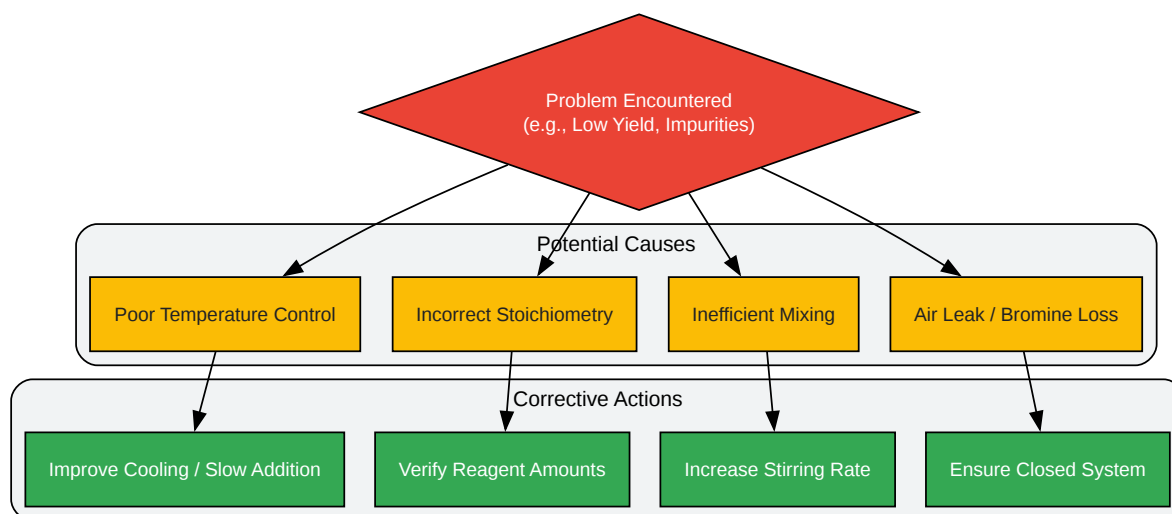 Problem Encountered
(e.g., Low Yield, Impurities)
Potential Causes
Poor Temperature Control
Incorrect Stoichiometry
Inefficient Mixing
Air Leak / Bromine Loss
Corrective Actions
Improve Cooling / Slow Addition
Verify Reagent Amounts
Increase Stirring Rate
Ensure Closed System